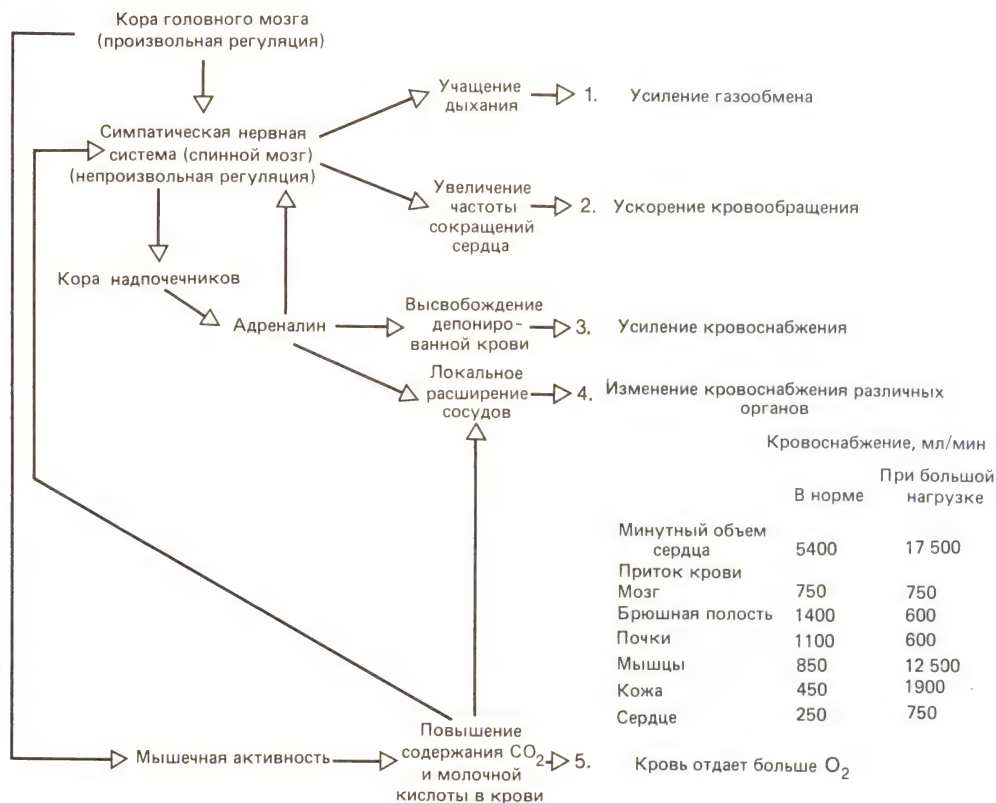 Кора головного мозга
(произвольная регуляция)
Учащение
дыхания
1. Усиление газообмена
Симпатическая нервная
система (спинной мозг)
(непроизвольная регуляция)
Увеличение
частоты
сокращений
сердца
2. Ускорение кровообращения
Кора надпочечников
Адреналин
Высвобождение
депониро-
ванной крови
3. Усиление кровоснабжения
Локальное
расширение
сосудов
4. Изменение кровоснабжения различных
органов
Кровоснабжение, мл/мин
В норме
При большой
нагрузке
Минутный объем
сердца 5400 17 500
Приток крови
Мозг 750 750
Брюшная полость 1400 600
Почки 1100 600
Мышцы 850 12 500
Кожа 450 1900
Сердце 250 750
Мышечная активность
Повышение
содержания CO2
и молочной
кислоты в крови
5. Кровь отдает больше O2